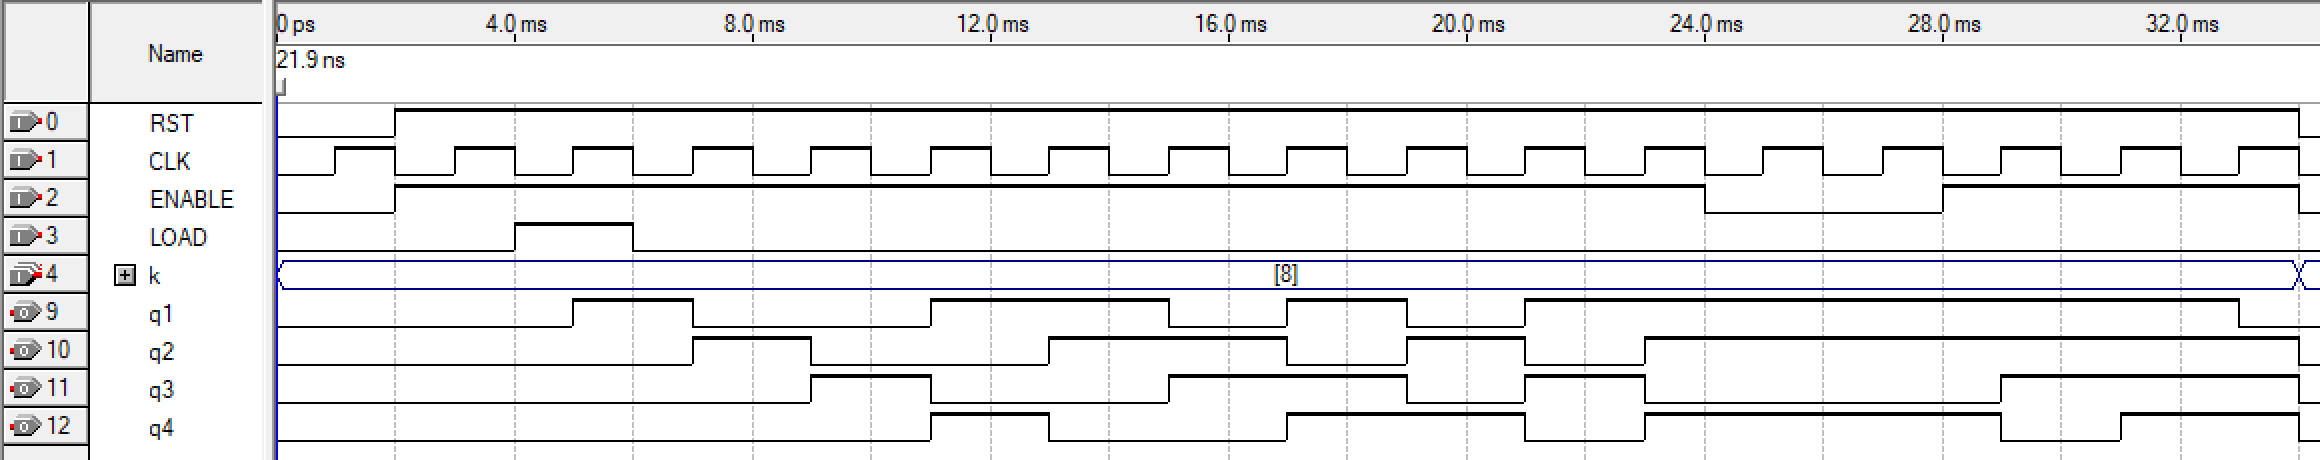 0 ps 4.0 ms 8.0 ms 12.0 ms 16.0 ms 20.0 ms 24.0 ms 28.0 ms 32.0 ms
Name
21.9 ns
0 RST
1 CLK
2 ENABLE
3 LOAD
4 k [8]
9 q1
10 q2
11 q3
12 q4